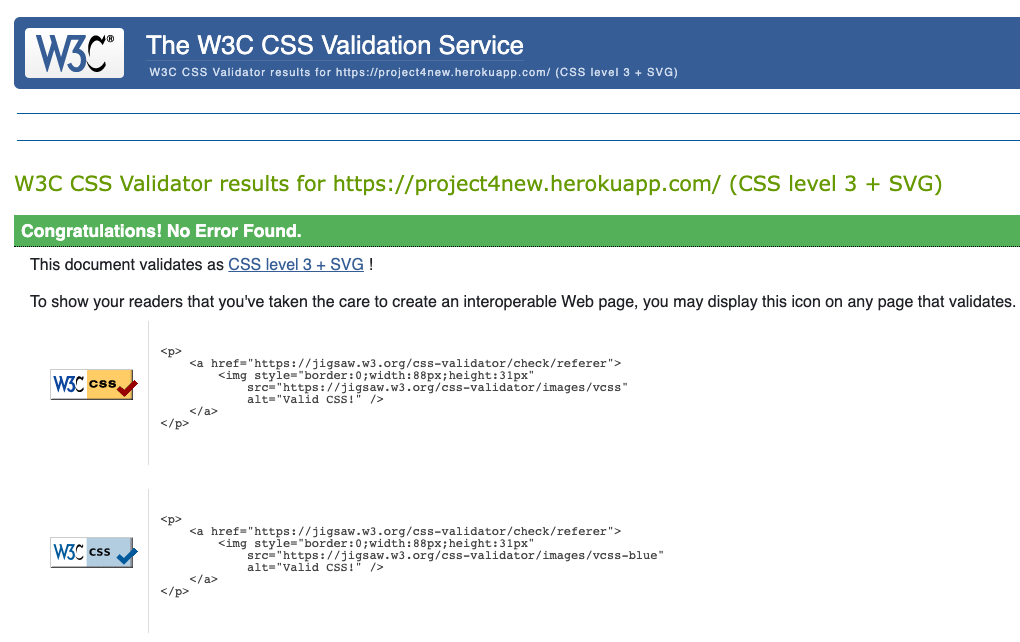 W3C® The W3C CSS Validation Service
W3C CSS Validator results for https://project4new.herokuapp.com/ (CSS level 3 + SVG)
W3C CSS Validator results for https://project4new.herokuapp.com/ (CSS level 3 + SVG)
Congratulations! No Error Found.
This document validates as CSS level 3 + SVG !
To show your readers that you've taken the care to create an interoperable Web page, you may display this icon on any page that validates.
W3C css
<p>
<a href="https://jigsaw.w3.org/css-validator/check/referer">
<img style="border:0;width:88px;height:31px"
src="https://jigsaw.w3.org/css-validator/images/vcss"
alt="Valid CSS!" />
</a>
</p>
W3C css
<p>
<a href="https://jigsaw.w3.org/css-validator/check/referer">
<img style="border:0;width:88px;height:31px"
src="https://jigsaw.w3.org/css-validator/images/vcss-blue"
alt="Valid CSS!" />
</a>
</p>